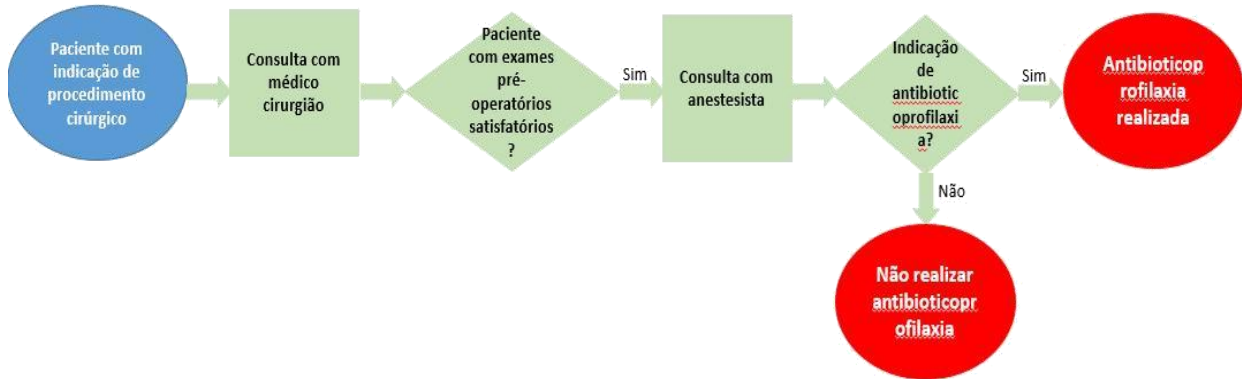 Paciente com
indicação de
procedimento
cirúrgico
Consulta com
médico
cirurgião
Paciente
com exames
pré-
operatórios
satisfatórios
?
Sim
Consulta com
anestesista
Indicação
de
antibiotic
oprofilaxi
a?
Sim
Antibioticop
rofilaxia
realizada
Não
Não realizar
antibioticopr
ofilaxia